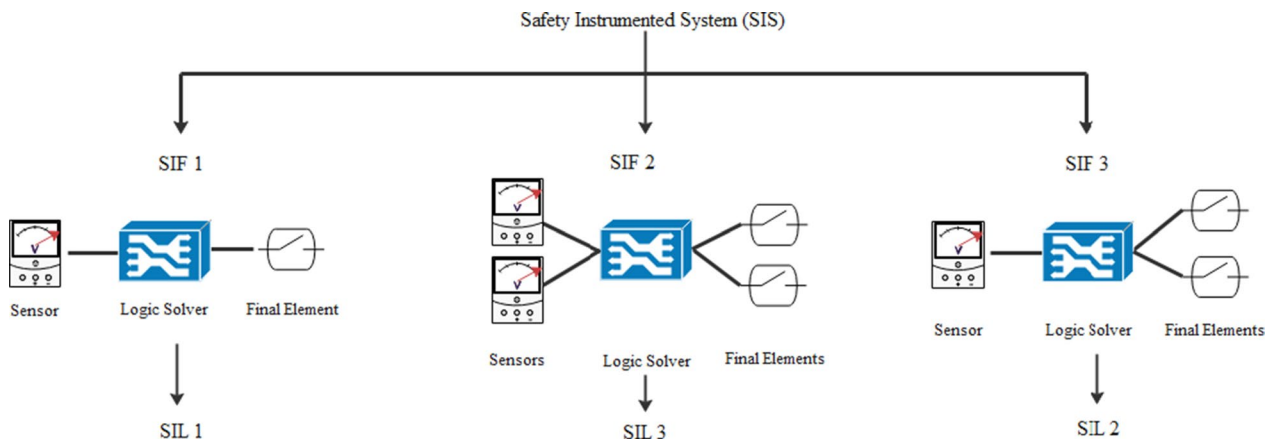 Safety Instrumented System (SIS)
SIF 1
SIF 2
SIF 3
V
V
V
V
Sensor
Logic Solver
Final Element
Sensors
Logic Solver
Final Elements
Sensor
Logic Solver
Final Elements
SIL 1
SIL 3
SIL 2